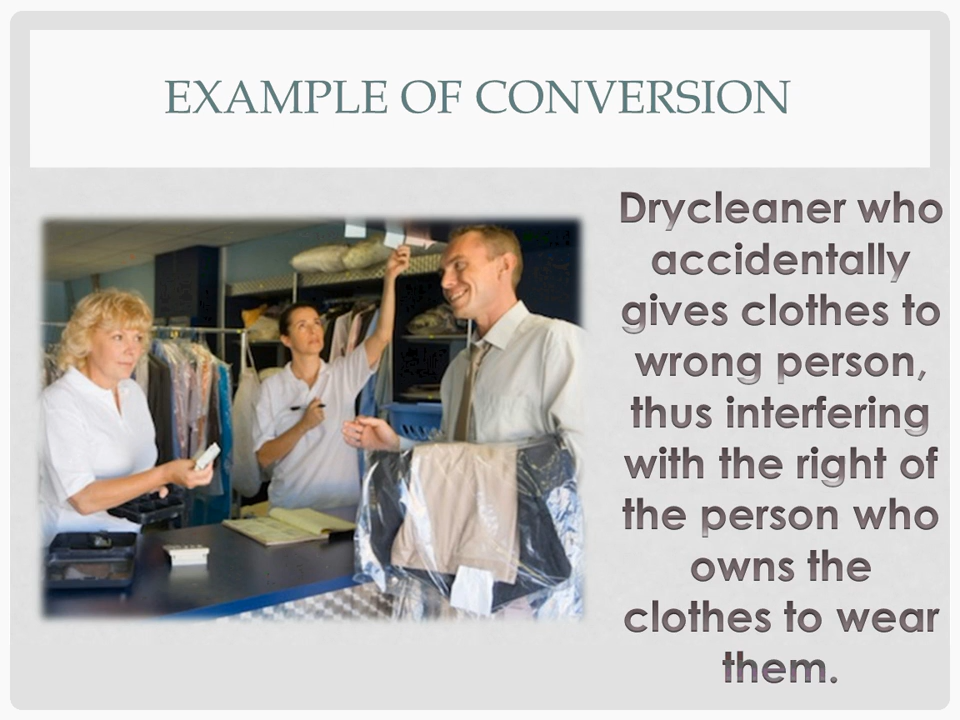 EXAMPLE OF CONVERSION
Drycleaner who
accidentally
gives clothes to
wrong person,
thus interfering
with the right of
the person who
owns the
clothes to wear
them.